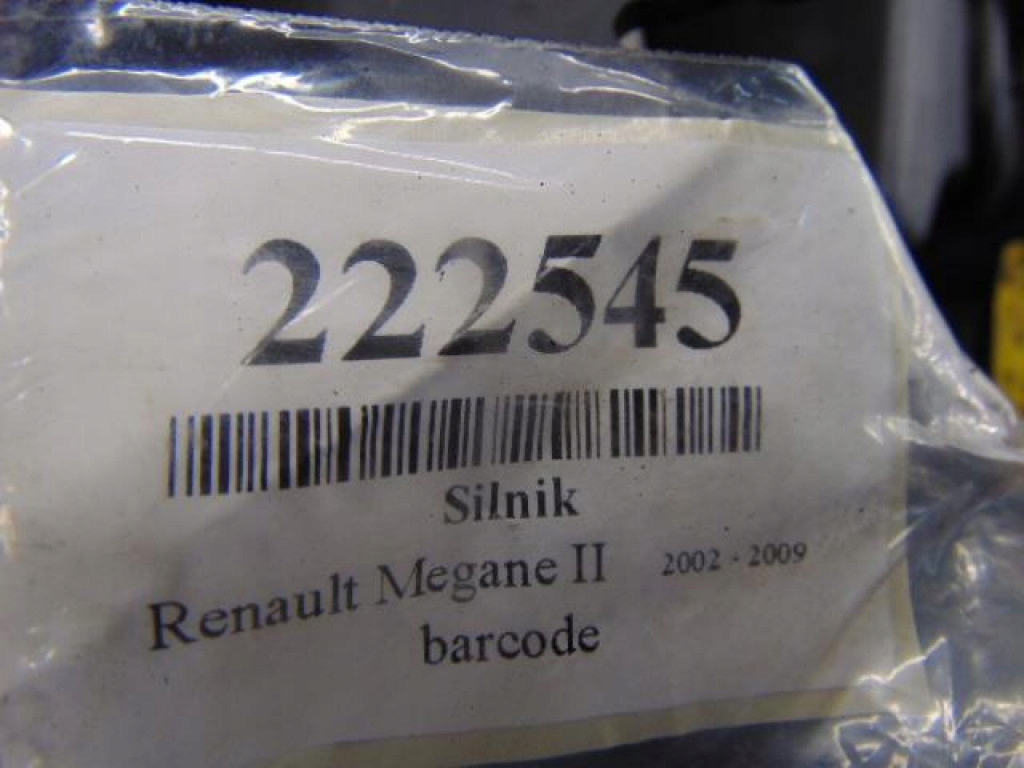 222545
Silnik
Renault Megane II 2002 - 2009
barcode